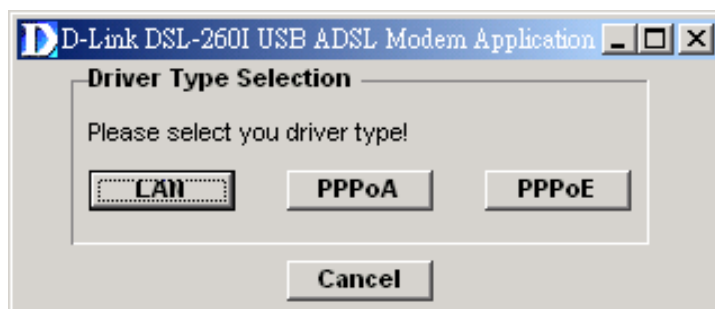 D-Link DSL-260I USB ADSL Modem Application
Driver Type Selection
Please select you driver type!
LAN PPPoA PPPoE
Cancel